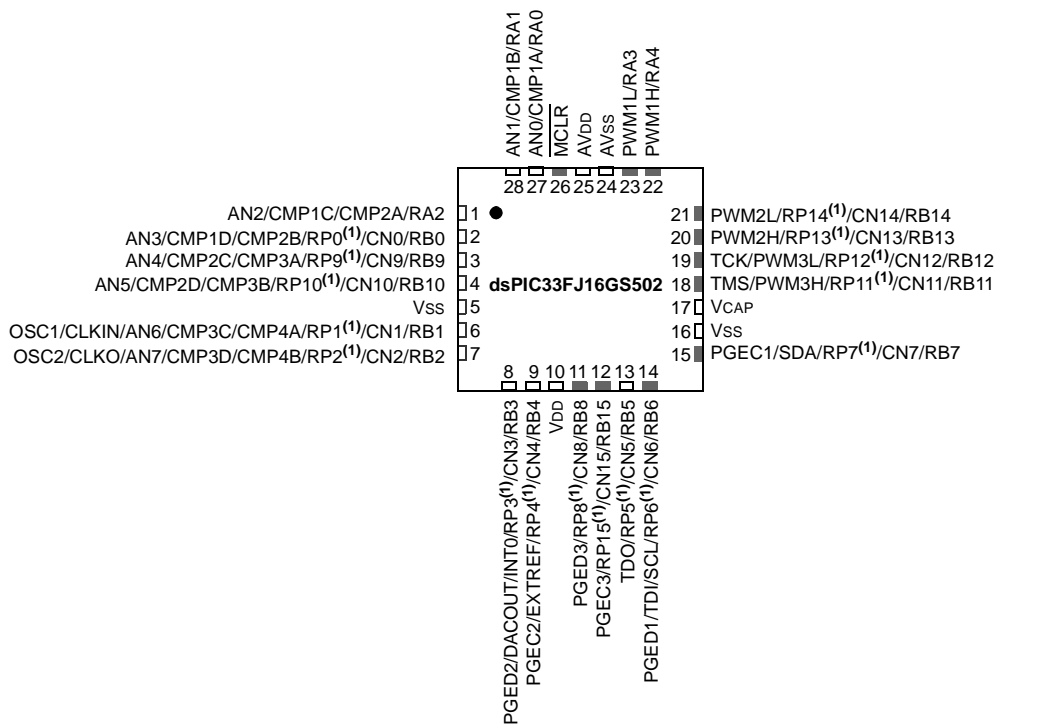 AN1/CMP1B/RA1
AN0/CMP1A/RA0
MCLR
AVDD
AVSS
PWM1L/RA3
PWM1H/RA4
28 27 26 25 24 23 22
AN2/CMP1C/CMP2A/RA2 1
AN3/CMP1D/CMP2B/RP0(1)/CN0/RB0 2
AN4/CMP2C/CMP3A/RP9(1)/CN9/RB9 3
AN5/CMP2D/CMP3B/RP10(1)/CN10/RB10 4
VSS 5
OSC1/CLKIN/AN6/CMP3C/CMP4A/RP1(1)/CN1/RB1 6
OSC2/CLKO/AN7/CMP3D/CMP4B/RP2(1)/CN2/RB2 7
dsPIC33FJ16GS502
21 PWM2L/RP14(1)/CN14/RB14
20 PWM2H/RP13(1)/CN13/RB13
19 TCK/PWM3L/RP12(1)/CN12/RB12
18 TMS/PWM3H/RP11(1)/CN11/RB11
17 VCAP
16 VSS
15 PGEC1/SDA/RP7(1)/CN7/RB7
8 9 10 11 12 13 14
PGED2/DACOUT/INT0/RP3(1)/CN3/RB3
PGEC2/EXTREF/RP4(1)/CN4/RB4
VDD
PGED3/RP8(1)/CN8/RB8
PGEC3/RP15(1)/CN15/RB15
TDO/RP5(1)/CN5/RB5
PGED1/TDI/SCL/RP6(1)/CN6/RB6